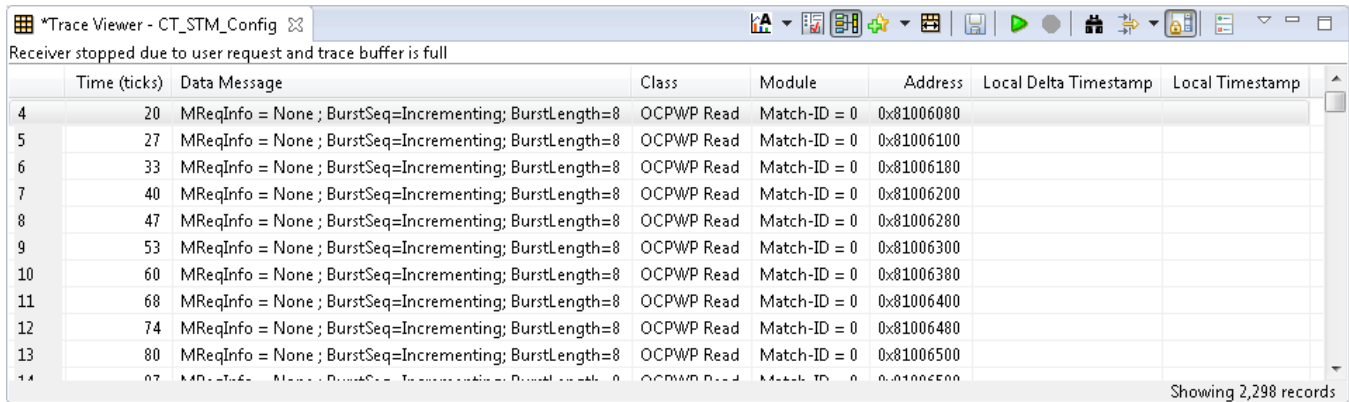 *Trace Viewer - CT_STM_Config
Receiver stopped due to user request and trace buffer is full
Time (ticks) Data Message Class Module Address Local Delta Timestamp Local Timestamp
4 20 MReqInfo = None ; BurstSeq=Incrementing; BurstLength=8 OCPWP Read Match-ID = 0 0x81006080
5 27 MReqInfo = None ; BurstSeq=Incrementing; BurstLength=8 OCPWP Read Match-ID = 0 0x81006100
6 33 MReqInfo = None ; BurstSeq=Incrementing; BurstLength=8 OCPWP Read Match-ID = 0 0x81006180
7 40 MReqInfo = None ; BurstSeq=Incrementing; BurstLength=8 OCPWP Read Match-ID = 0 0x81006200
8 47 MReqInfo = None ; BurstSeq=Incrementing; BurstLength=8 OCPWP Read Match-ID = 0 0x81006280
9 53 MReqInfo = None ; BurstSeq=Incrementing; BurstLength=8 OCPWP Read Match-ID = 0 0x81006300
10 60 MReqInfo = None ; BurstSeq=Incrementing; BurstLength=8 OCPWP Read Match-ID = 0 0x81006380
11 68 MReqInfo = None ; BurstSeq=Incrementing; BurstLength=8 OCPWP Read Match-ID = 0 0x81006400
12 74 MReqInfo = None ; BurstSeq=Incrementing; BurstLength=8 OCPWP Read Match-ID = 0 0x81006480
13 80 MReqInfo = None ; BurstSeq=Incrementing; BurstLength=8 OCPWP Read Match-ID = 0 0x81006500
Showing 2,298 records